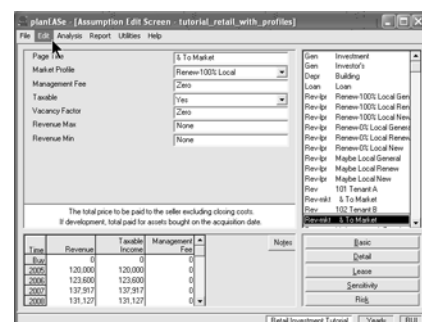 planEASe - [Assumption Edit Screen - tutorial_retail_with_profiles]
File Edit Analysis Report Utilities Help
Page Title & To Market
Market Profile Renew-100% Local
Management Fee Zero
Taxable Yes
Vacancy Factor Zero
Revenue Max None
Revenue Min None
Gen Investment
Gen Investor's
Depr Building
Loan Loan
Rev-lpr Renew-100% Local Gen
Rev-lpr Renew-100% Local Ren
Rev-lpr Renew-100% Local New
Rev-lpr Renew-0% Local Genera
Rev-lpr Renew-0% Local Renew
Rev-lpr Renew-0% Local New
Rev-lpr Maybe Local General
Rev-lpr Maybe Local Renew
Rev-lpr Maybe Local New
Rev 101 Tenant A
Rev-mkt & To Market
Rev 102 Tenant B
Rev-mkt & To Market
The total price to be paid to the seller excluding closing costs.
If development, total paid for assets bought on the acquisition date.
Time Revenue Taxable Income Management Fee
Buy 0 0 0
2005 120,000 120,000 0
2006 123,600 123,600 0
2007 137,917 137,917 0
2008 131,127 131,127 0
Notes
Basic
Detail
Lease
Sensitivity
Risk
Retail Investment Tutorial Yearly BUI